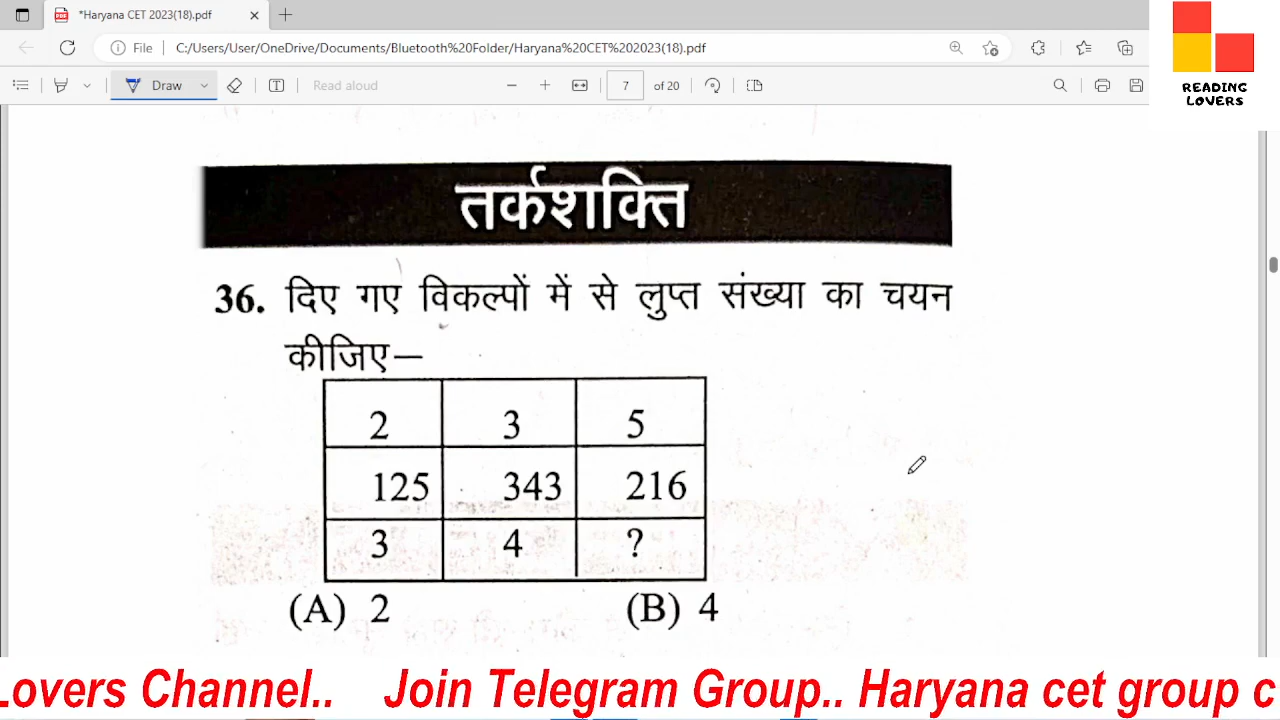 *Haryana CET 2023(18).pdf
File C:/Users/User/OneDrive/Documents/Bluetooth%20Folder/Haryana%20CET%202023(18).pdf
Draw Read aloud 7 of 20
READING
LOVERS
तर्कशक्ति
36. दिए गए विकल्पों में से लुप्त संख्या का चयन
कीजिए—
2 3 5
125 343 216
3 4 ?
(A) 2 (B) 4
Lovers Channel.. Join Telegram Group.. Haryana cet group c